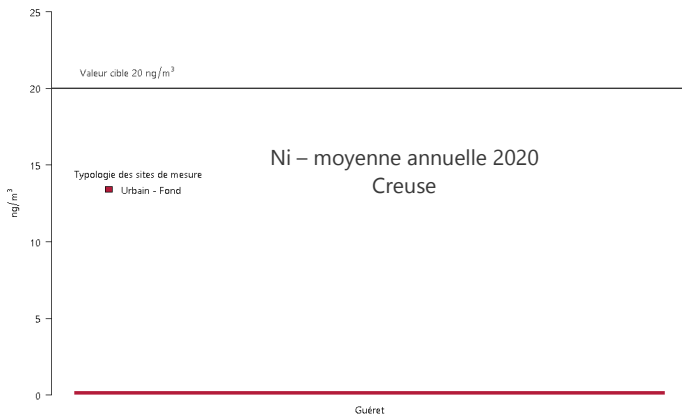 25
Valeur cible 20 ng/m³
20
Ni – moyenne annuelle 2020
Creuse
15
Typologie des sites de mesure
Urbain - Fond
ng/m³
10
5
0
Guéret